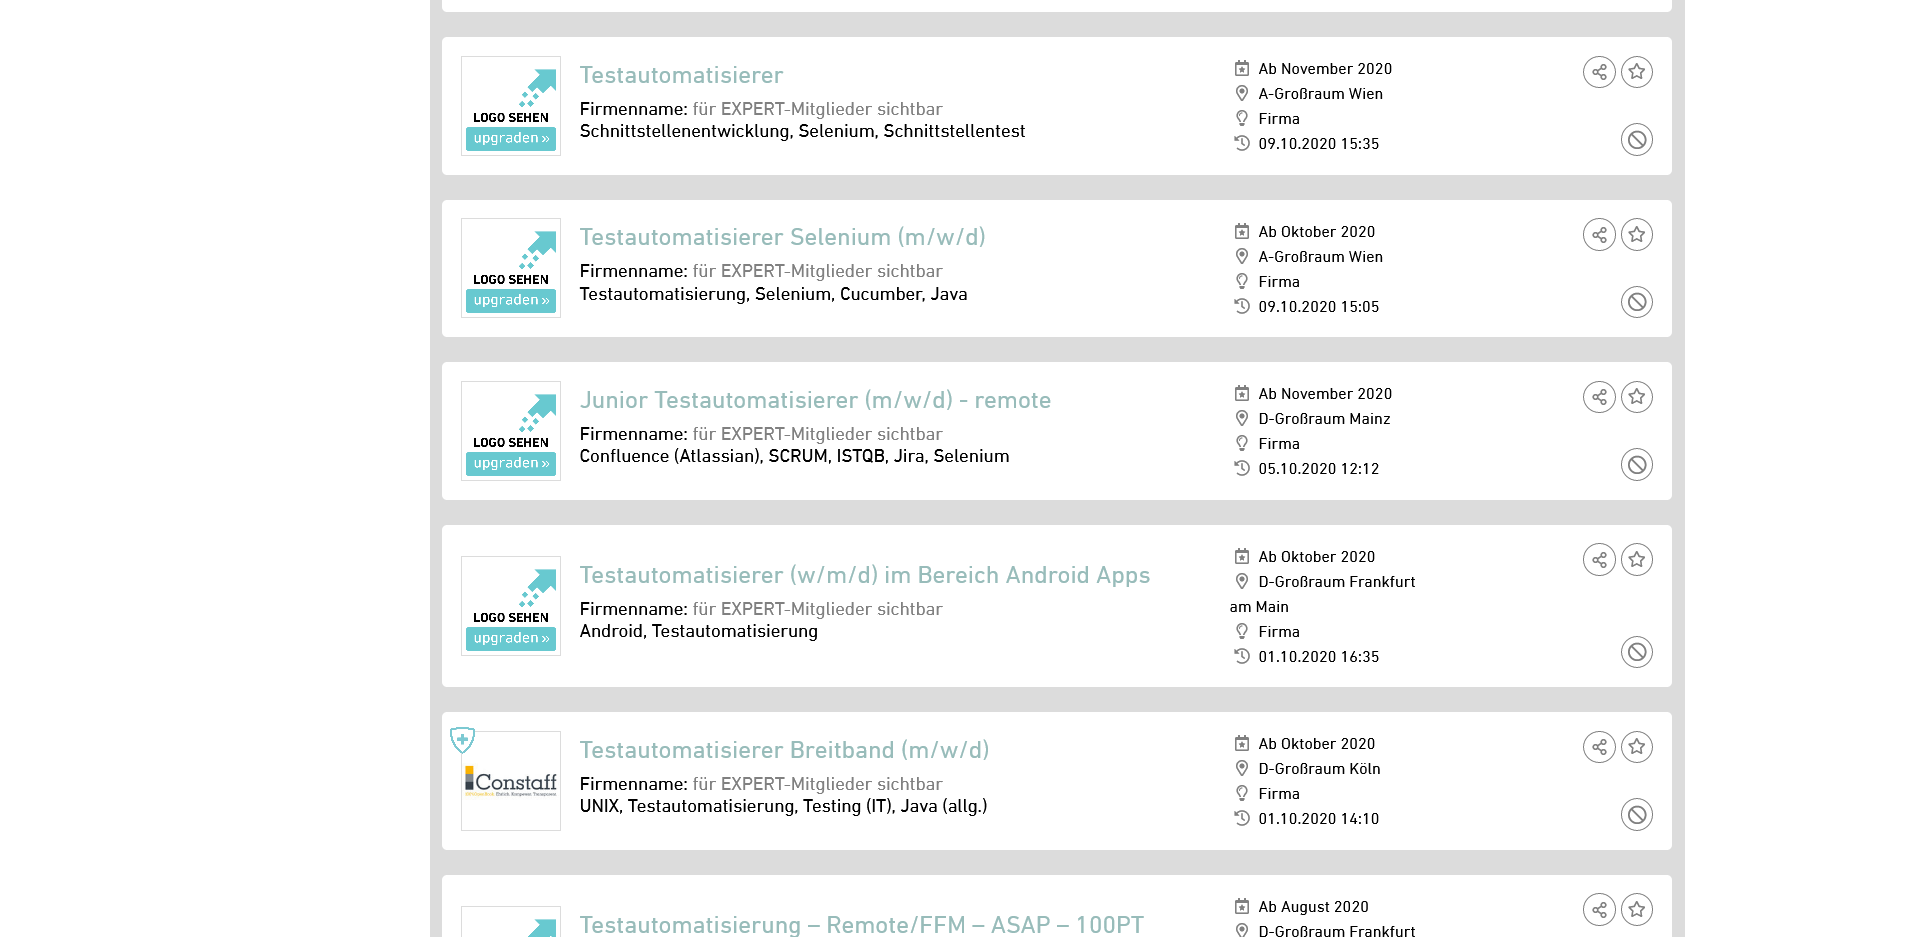 Testautomatisierer
Firmenname: für EXPERT-Mitglieder sichtbar
Schnittstellenentwicklung, Selenium, Schnittstellentest
LOGO SEHEN
upgraden »
Ab November 2020
A-Großraum Wien
Firma
09.10.2020 15:35
Testautomatisierer Selenium (m/w/d)
Firmenname: für EXPERT-Mitglieder sichtbar
Testautomatisierung, Selenium, Cucumber, Java
LOGO SEHEN
upgraden »
Ab Oktober 2020
A-Großraum Wien
Firma
09.10.2020 15:05
Junior Testautomatisierer (m/w/d) - remote
Firmenname: für EXPERT-Mitglieder sichtbar
Confluence (Atlassian), SCRUM, ISTQB, Jira, Selenium
LOGO SEHEN
upgraden »
Ab November 2020
D-Großraum Mainz
Firma
05.10.2020 12:12
Testautomatisierer (w/m/d) im Bereich Android Apps
Firmenname: für EXPERT-Mitglieder sichtbar
Android, Testautomatisierung
LOGO SEHEN
upgraden »
Ab Oktober 2020
D-Großraum Frankfurt
am Main
Firma
01.10.2020 16:35
Testautomatisierer Breitband (m/w/d)
Firmenname: für EXPERT-Mitglieder sichtbar
UNIX, Testautomatisierung, Testing (IT), Java (allg.)
Constaff
Ab Oktober 2020
D-Großraum Köln
Firma
01.10.2020 14:10
Testautomatisierung – Remote/FFM – ASAP – 100PT
Ab August 2020
D-Großraum Frankfurt